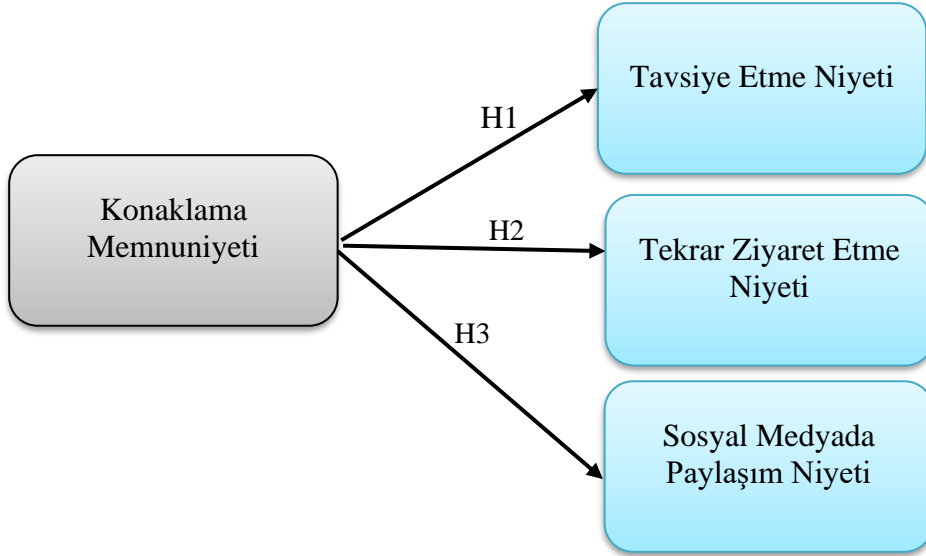 Tavsiye Etme Niyeti
H1
Konaklama
Memnuniyeti
H2
Tekrar Ziyaret Etme
Niyeti
H3
Sosyal Medyada
Paylaşım Niyeti